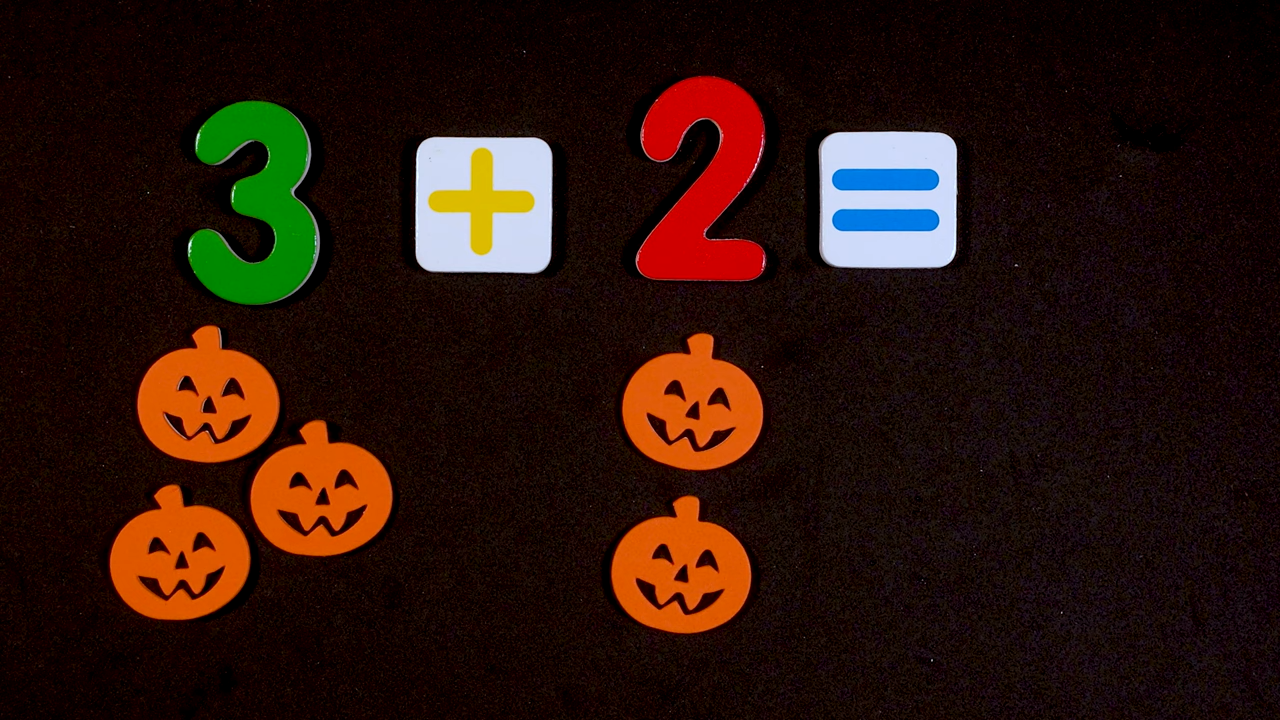 3 + 2 =